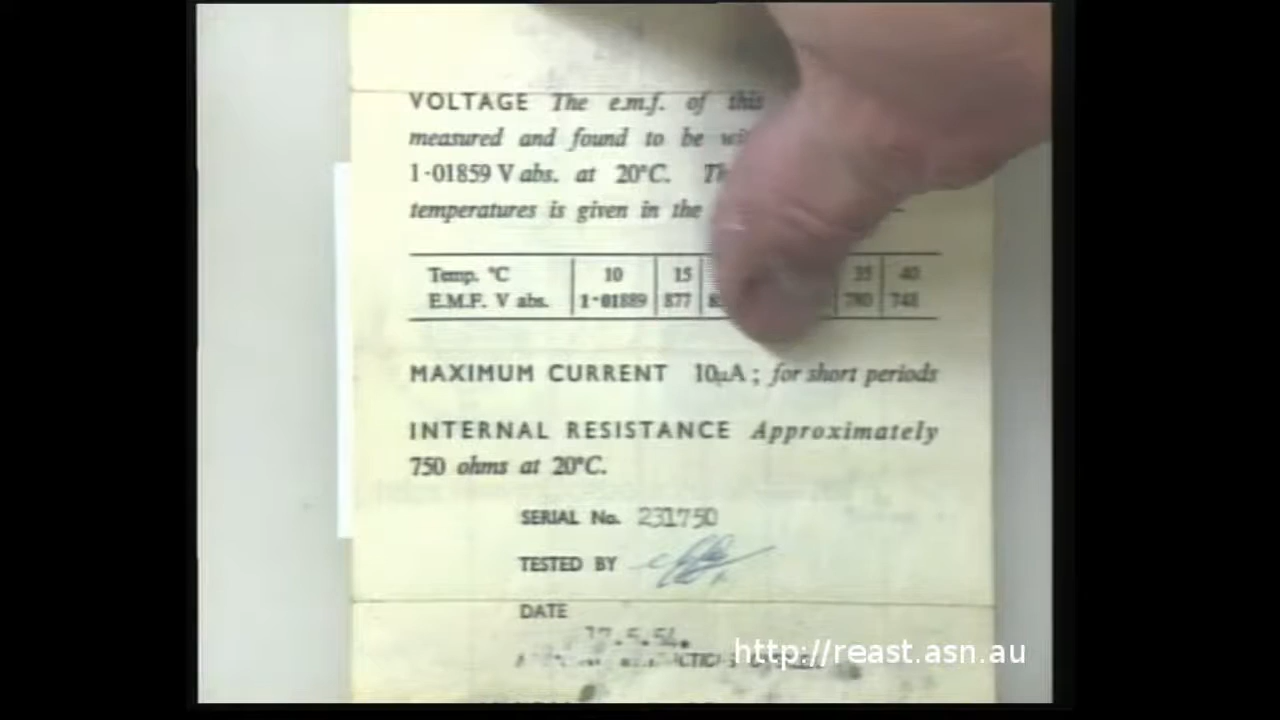 VOLTAGE The e.m.f. of this
measured and found to be
1·01859 V abs. at 20°C.
temperatures is given in the
Temp. °C 10 15 35 40
E.M.F. V abs. 1·01889 877 780 748
MAXIMUM CURRENT 10µA; for short periods
INTERNAL RESISTANCE Approximately
750 ohms at 20°C.
SERIAL No. 231750
TESTED BY
DATE
17.5.54.
http://reast.asn.au